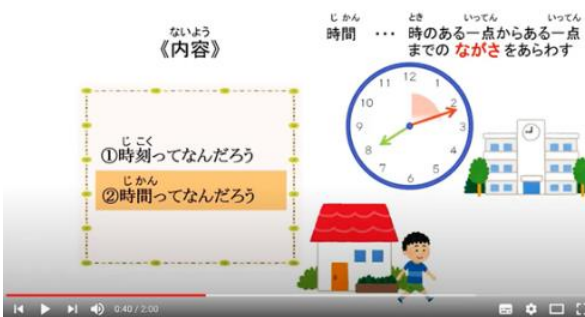 ないよう
《内容》
じこく
①時刻ってなんだろう
じかん
②時間ってなんだろう
じかん とき いってん いってん
時間 … 時のある一点からある一点
までの ながさ をあらわす
11 12 1
10 2
9 3
8
7 6 5
0:40 / 2:00